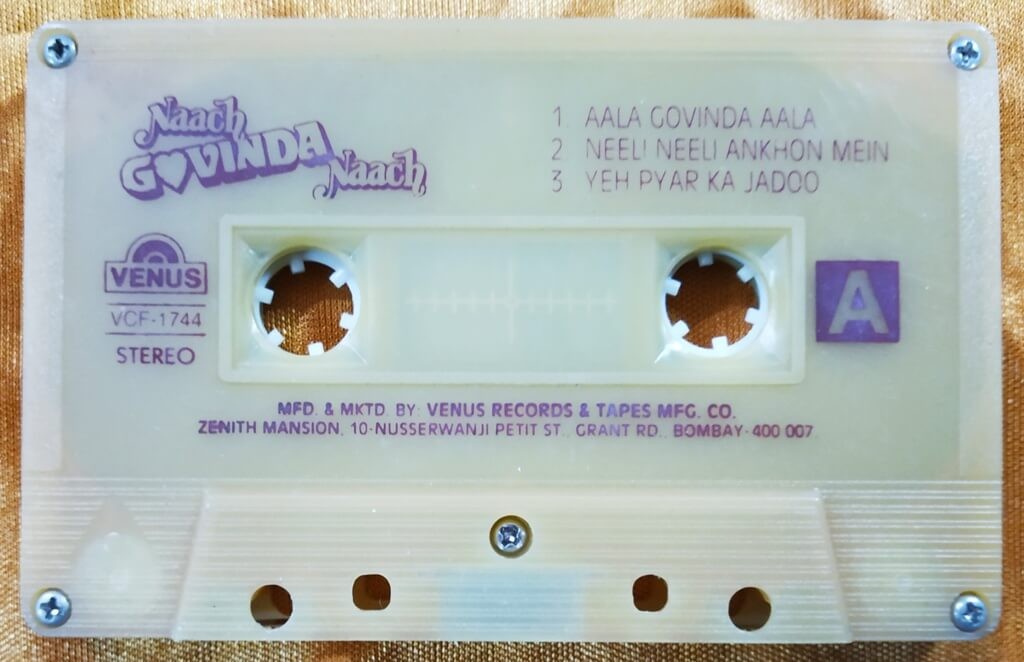 Naach
GOVINDA
Naach
1. AALA GOVINDA AALA
2 NEELI NEELI ANKHON MEIN
3 YEH PYAR KA JADOO
VENUS
VCF-1744
STEREO
A
MFD. & MKTD. BY: VENUS RECORDS & TAPES MFG. CO.
ZENITH MANSION, 10-NUSSERWANJI PETIT ST., GRANT RD., BOMBAY-400 007.